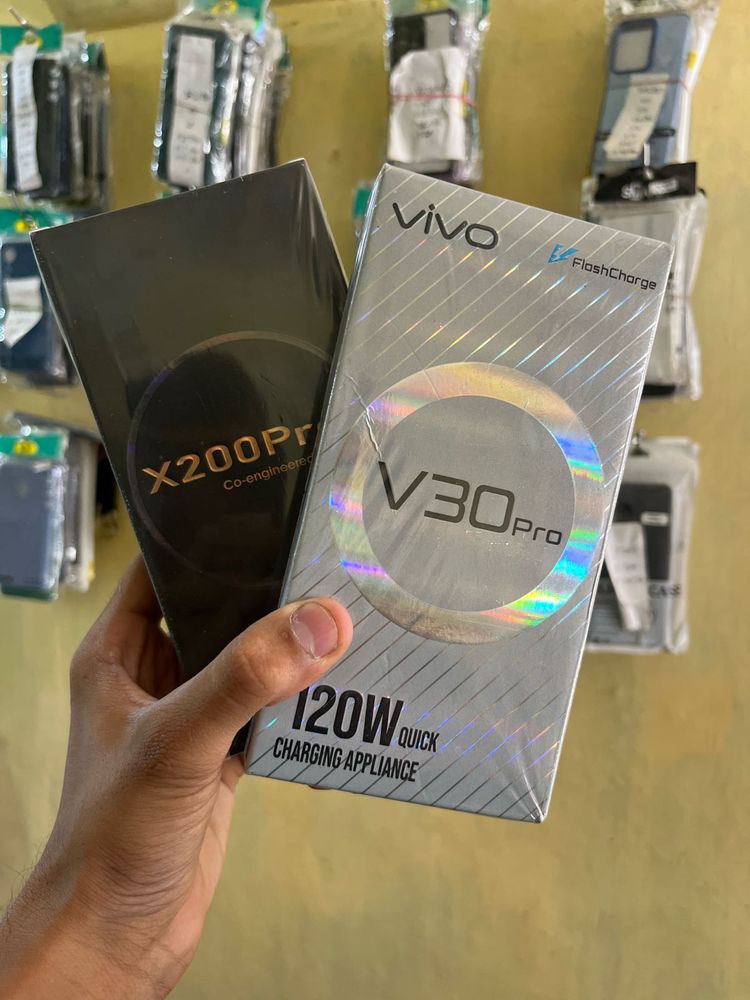 X200Pr
Co-engineered
vivo
FlashCharge
V30Pro
120W QUICK
CHARGING APPLIANCE